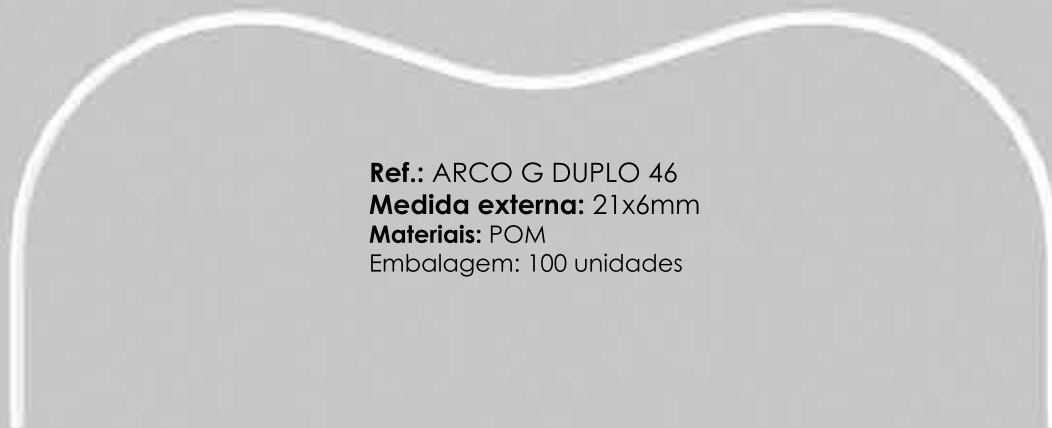 Ref.: ARCO G DUPLO 46
Medida externa: 21x6mm
Materiais: POM
Embalagem: 100 unidades